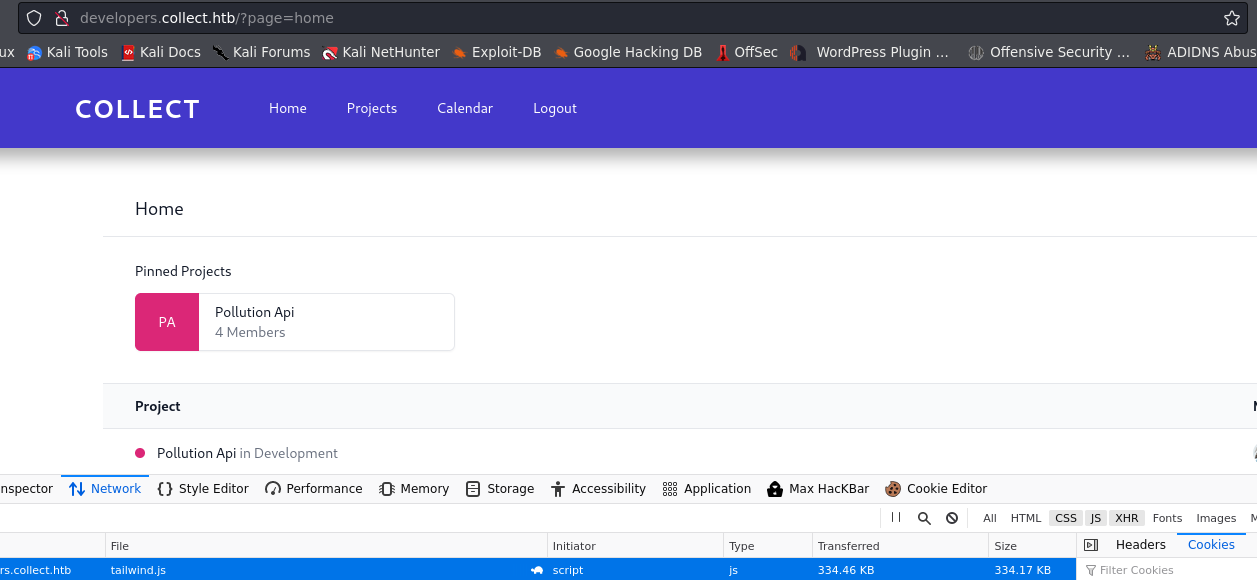 developers.collect.htb/?page=home
ux Kali Tools Kali Docs Kali Forums Kali NetHunter Exploit-DB Google Hacking DB OffSec WordPress Plugin … Offensive Security … ADIDNS Abus
COLLECT Home Projects Calendar Logout
Home
Pinned Projects
PA Pollution Api
4 Members
Project
Pollution Api in Development
nspector Network {} Style Editor Performance Memory Storage Accessibility Application Max HacKBar Cookie Editor
All HTML CSS JS XHR Fonts Images
File Initiator Type Transferred Size Headers Cookies
rs.collect.htb tailwind.js script js 334.46 KB 334.17 KB Filter Cookies